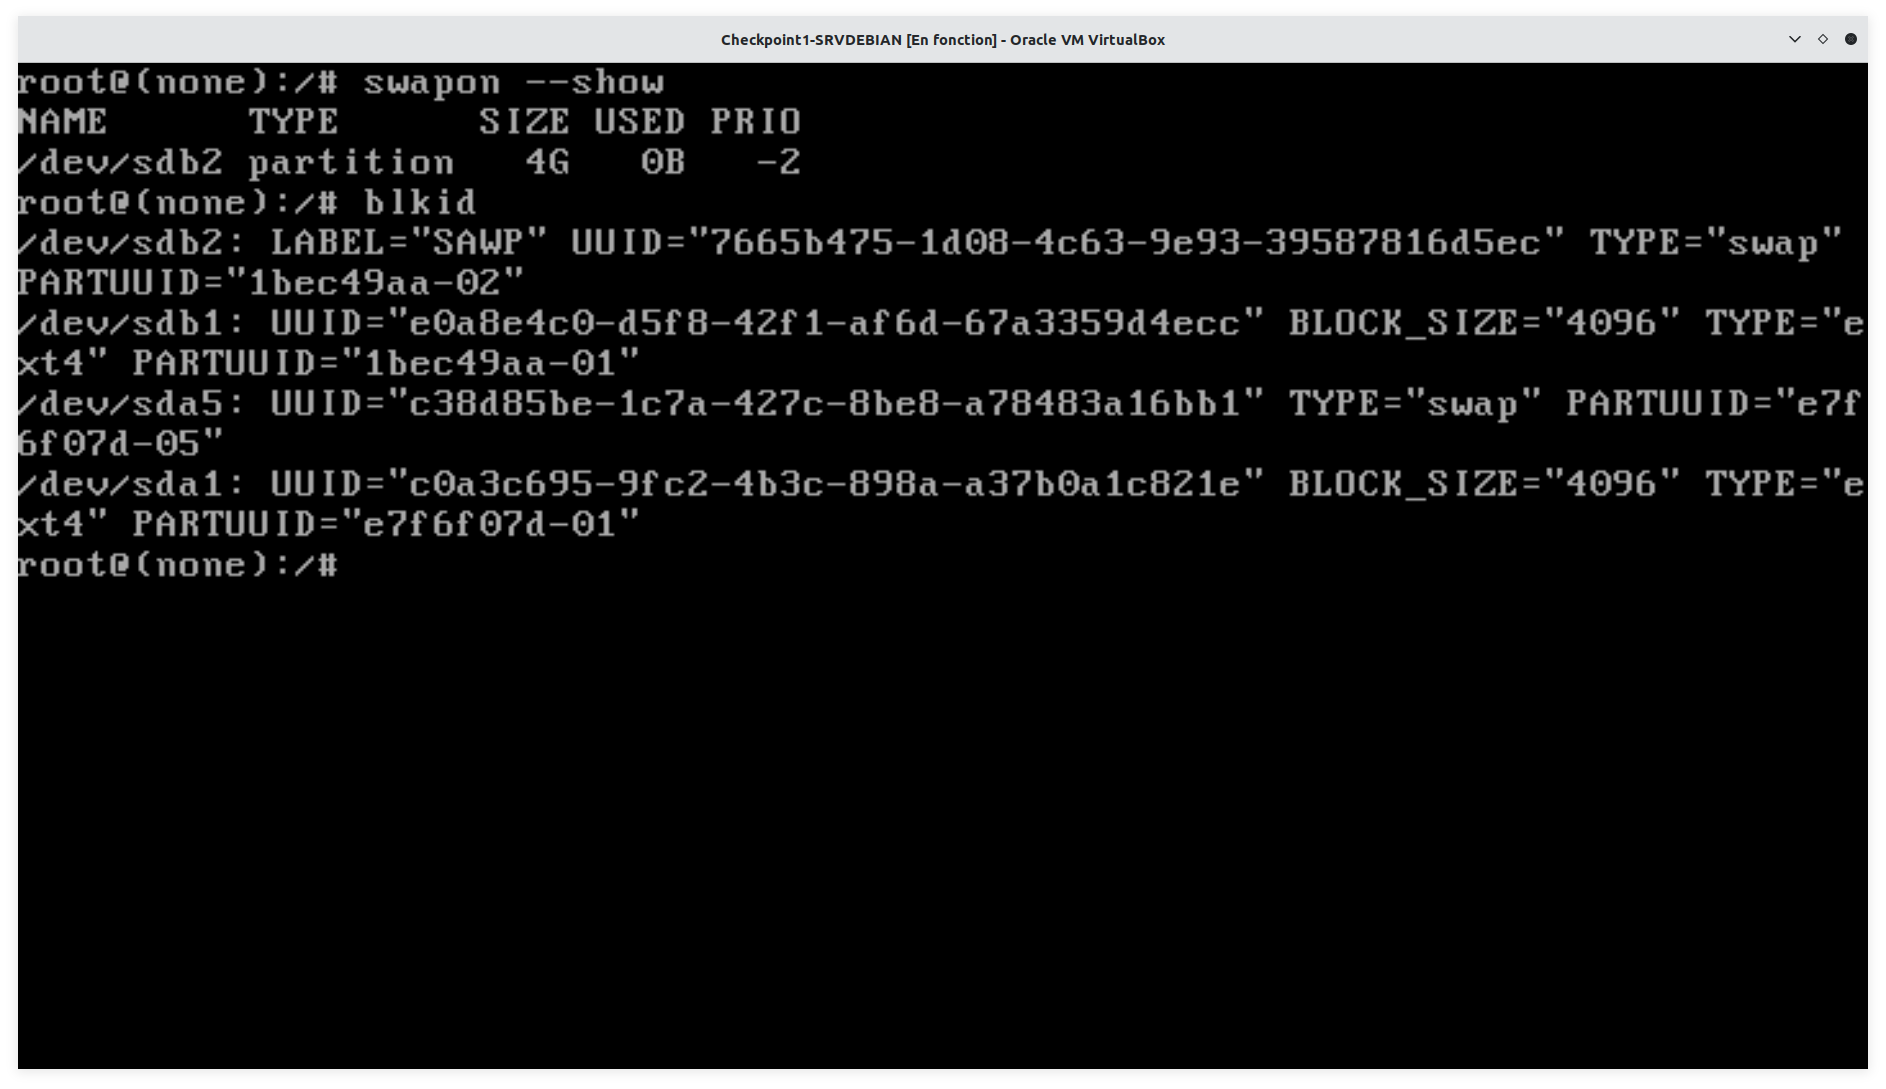 Checkpoint1-SRVDEBIAN [En fonction] - Oracle VM VirtualBox
root@(none):/# swapon --show
NAME      TYPE      SIZE USED PRIO
/dev/sdb2 partition   4G   0B   -2
root@(none):/# blkid
/dev/sdb2: LABEL="SAWP" UUID="7665b475-1d08-4c63-9e93-39587816d5ec" TYPE="swap"
PARTUUID="1bec49aa-02"
/dev/sdb1: UUID="e0a8e4c0-d5f8-42f1-af6d-67a3359d4ecc" BLOCK_SIZE="4096" TYPE="e
xt4" PARTUUID="1bec49aa-01"
/dev/sda5: UUID="c38d85be-1c7a-427c-8be8-a78483a16bb1" TYPE="swap" PARTUUID="e7f
6f07d-05"
/dev/sda1: UUID="c0a3c695-9fc2-4b3c-898a-a37b0a1c821e" BLOCK_SIZE="4096" TYPE="e
xt4" PARTUUID="e7f6f07d-01"
root@(none):/#